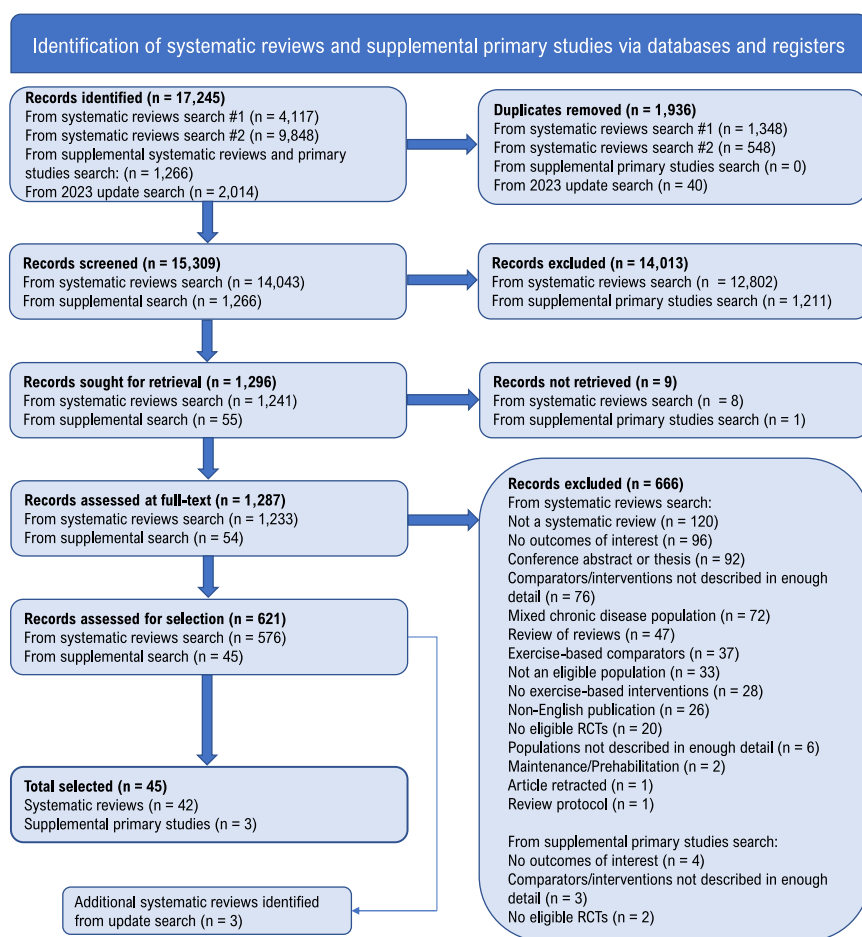 Identification of systematic reviews and supplemental primary studies via databases and registers
Records identified (n = 17,245)
From systematic reviews search #1 (n = 4,117)
From systematic reviews search #2 (n = 9,848)
From supplemental systematic reviews and primary
studies search: (n = 1,266)
From 2023 update search (n = 2,014)
Duplicates removed (n = 1,936)
From systematic reviews search #1 (n = 1,348)
From systematic reviews search #2 (n = 548)
From supplemental primary studies search (n = 0)
From 2023 update search (n = 40)
Records screened (n = 15,309)
From systematic reviews search (n = 14,043)
From supplemental search (n = 1,266)
Records excluded (n = 14,013)
From systematic reviews search (n = 12,802)
From supplemental primary studies search (n = 1,211)
Records sought for retrieval (n = 1,296)
From systematic reviews search (n = 1,241)
From supplemental search (n = 55)
Records not retrieved (n = 9)
From systematic reviews search (n = 8)
From supplemental primary studies search (n = 1)
Records assessed at full-text (n = 1,287)
From systematic reviews search (n = 1,233)
From supplemental search (n = 54)
Records excluded (n = 666)
From systematic reviews search:
Not a systematic review (n = 120)
No outcomes of interest (n = 96)
Conference abstract or thesis (n = 92)
Comparators/interventions not described in enough
detail (n = 76)
Mixed chronic disease population (n = 72)
Review of reviews (n = 47)
Exercise-based comparators (n = 37)
Not an eligible population (n = 33)
No exercise-based interventions (n = 28)
Non-English publication (n = 26)
No eligible RCTs (n = 20)
Populations not described in enough detail (n = 6)
Maintenance/Prehabilitation (n = 2)
Article retracted (n = 1)
Review protocol (n = 1)
From supplemental primary studies search:
No outcomes of interest (n = 4)
Comparators/interventions not described in enough
detail (n = 3)
No eligible RCTs (n = 2)
Records assessed for selection (n = 621)
From systematic reviews search (n = 576)
From supplemental search (n = 45)
Total selected (n = 45)
Systematic reviews (n = 42)
Supplemental primary studies (n = 3)
Additional systematic reviews identified
from update search (n = 3)